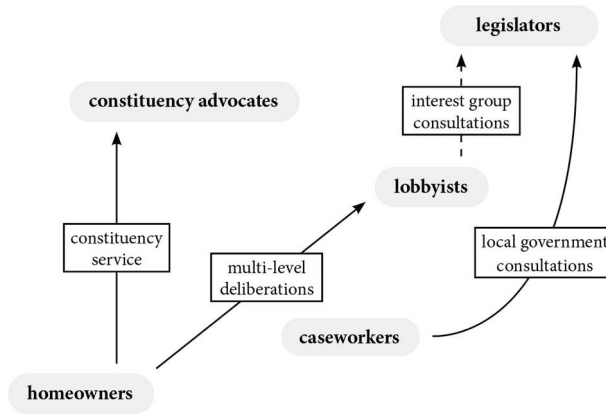 legislators
interest group
consultations
constituency advocates
lobbyists
constituency
service
local government
consultations
multi-level
deliberations
caseworkers
homeowners